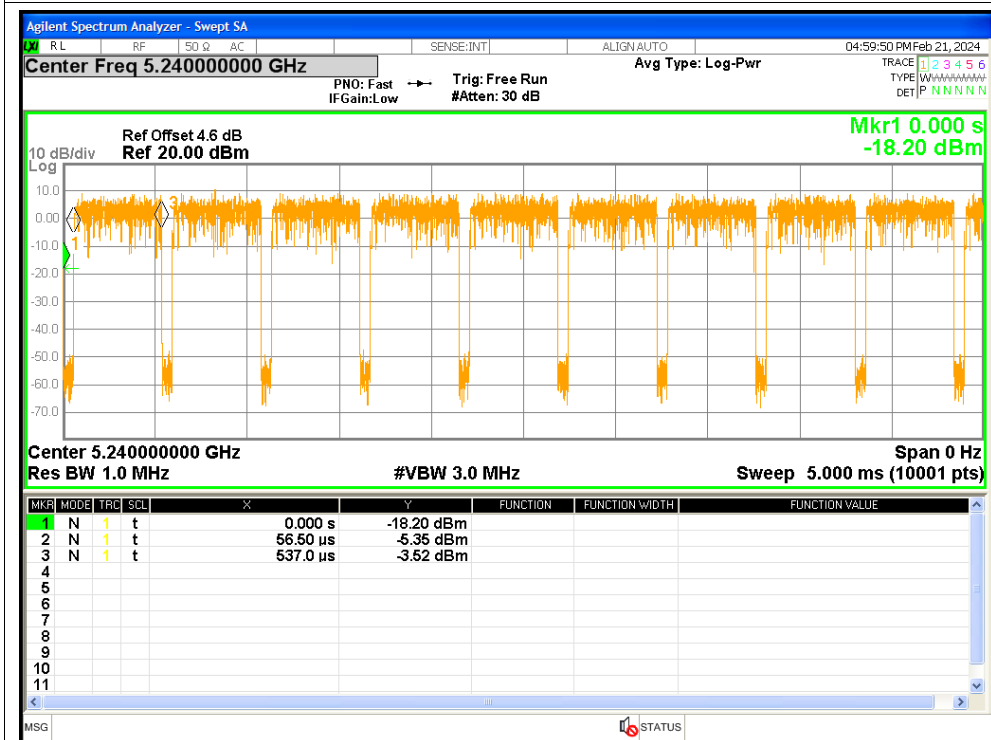 Agilent Spectrum Analyzer - Swept SA
LXI RL RF 50 Ω AC SENSE:INT ALIGNAUTO 04:59:50 PM Feb 21, 2024
Center Freq 5.240000000 GHz Avg Type: Log-Pwr TRACE 1 2 3 4 5 6
PNO: Fast Trig: Free Run TYPE WWWWWWW
IFGain:Low #Atten: 30 dB DET P N N N N N
Mkr1 0.000 s
-18.20 dBm
Ref Offset 4.6 dB
10 dB/div Ref 20.00 dBm
Log
10.0
0.00
-10.0
-20.0
-30.0
-40.0
-50.0
-60.0
-70.0
3
1
Center 5.240000000 GHz Span 0 Hz
Res BW 1.0 MHz #VBW 3.0 MHz Sweep 5.000 ms (10001 pts)
MKR MODE TRC SCL X Y FUNCTION FUNCTION WIDTH FUNCTION VALUE
1 N 1 t 0.000 s -18.20 dBm
2 N 1 t 56.50 µs -5.35 dBm
3 N 1 t 537.0 µs -3.52 dBm
4
5
6
7
8
9
10
11
MSG STATUS